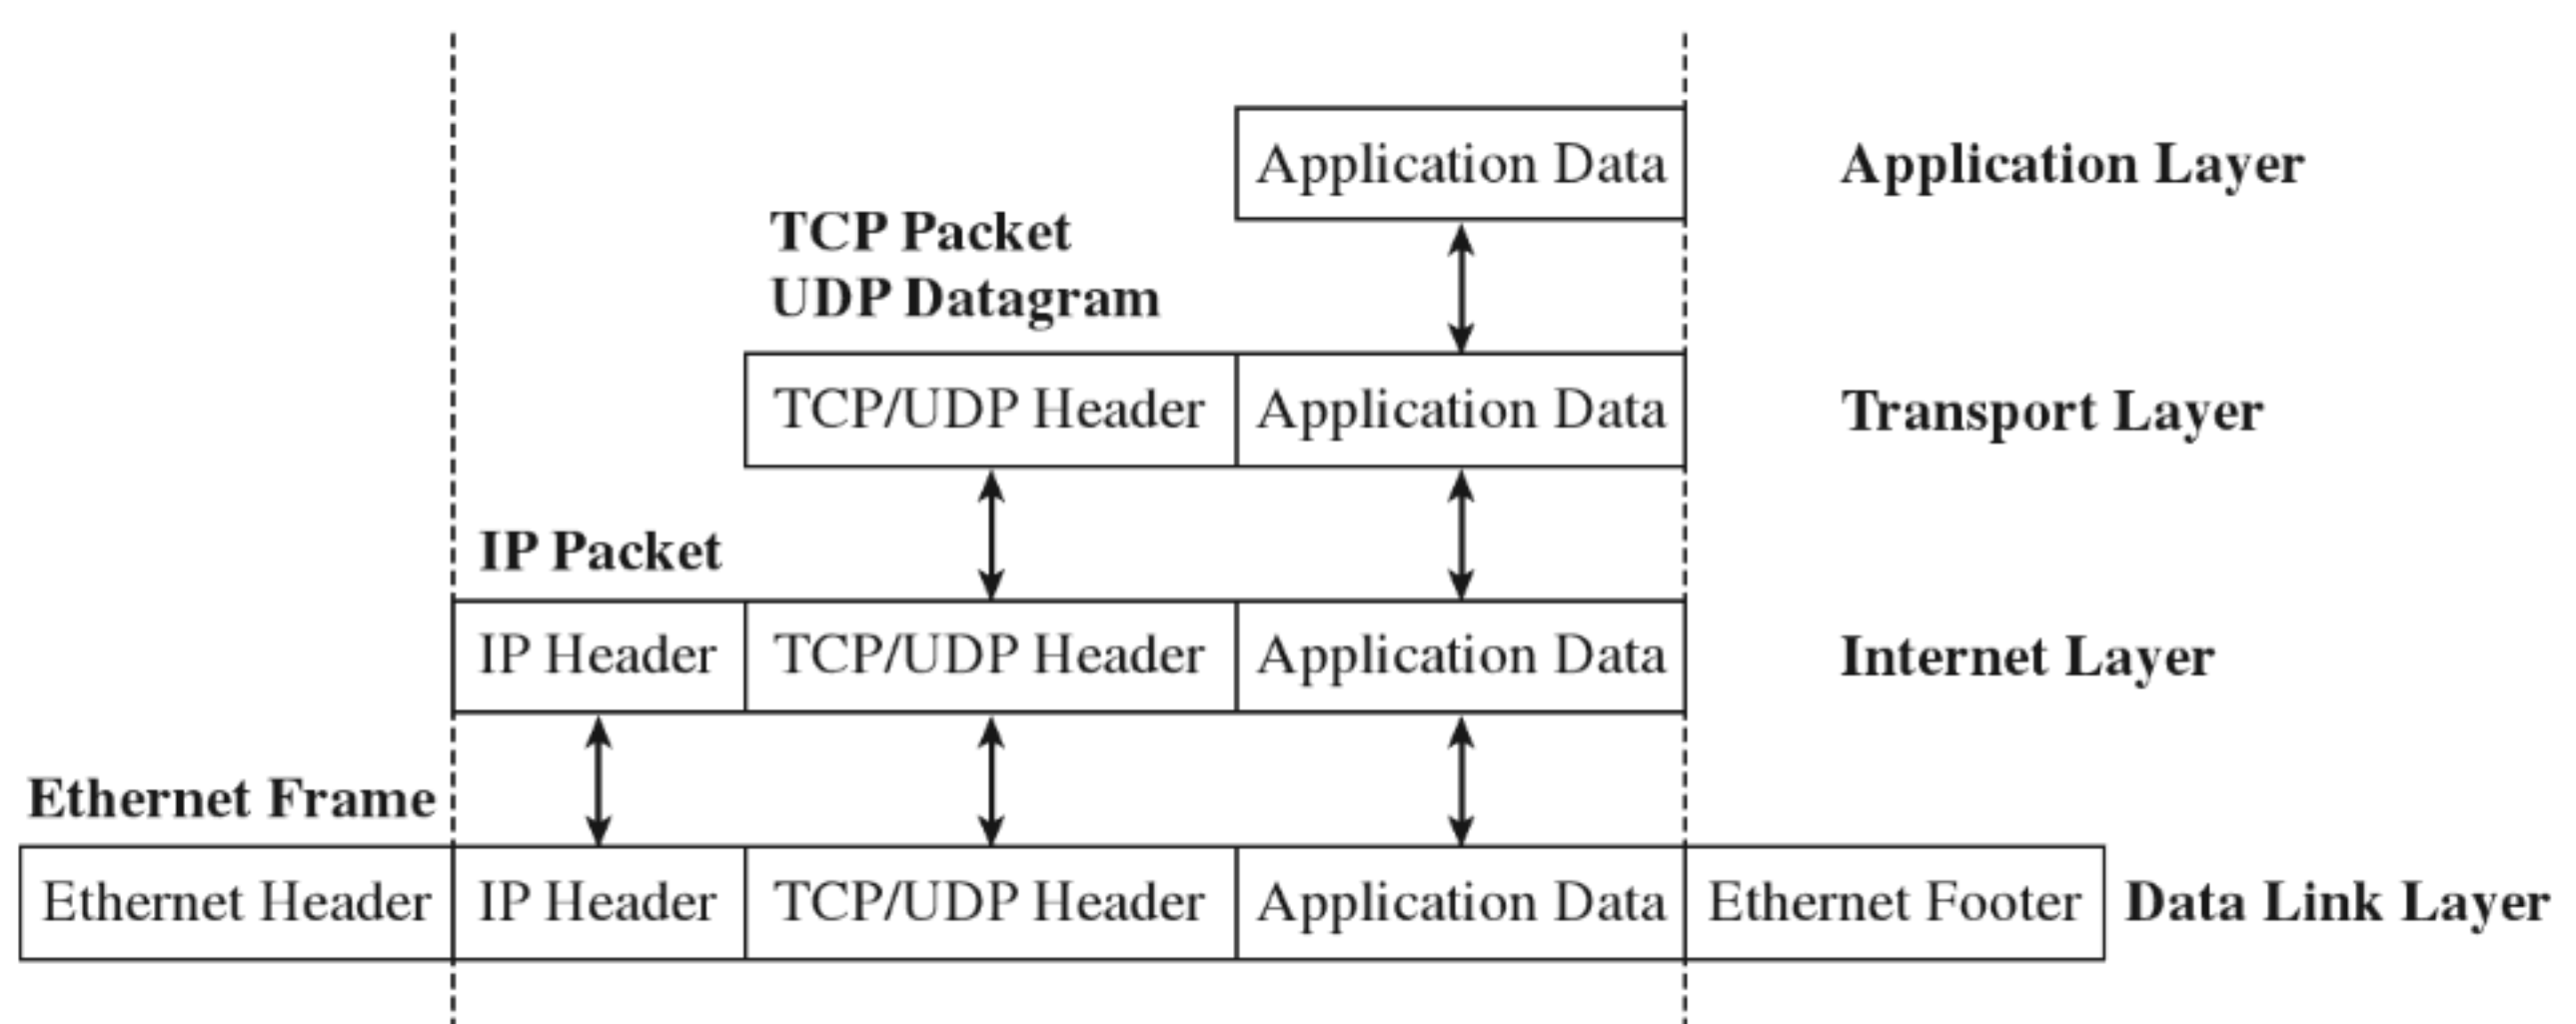 Application Data
Application Layer
TCP Packet
UDP Datagram
TCP/UDP Header
Application Data
Transport Layer
IP Packet
IP Header
TCP/UDP Header
Application Data
Internet Layer
Ethernet Frame
Ethernet Header
IP Header
TCP/UDP Header
Application Data
Ethernet Footer
Data Link Layer